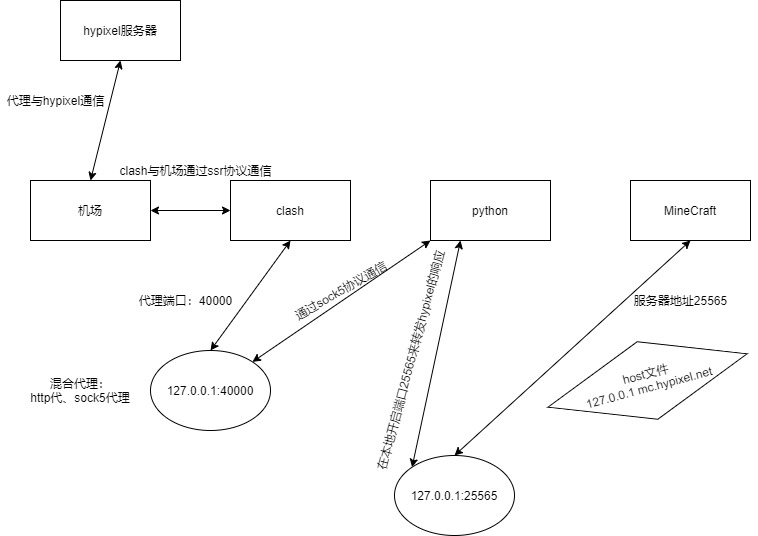 hypixel服务器
代理与hypixel通信
clash与机场通过ssr协议通信
机场
clash
python
MineCraft
代理端口：40000
通过sock5协议通信
在本地开启端口25565来转发hypixel的响应
服务器地址25565
混合代理：
http代、sock5代理
127.0.0.1:40000
host文件
127.0.0.1 mc.hypixel.net
127.0.0.1:25565